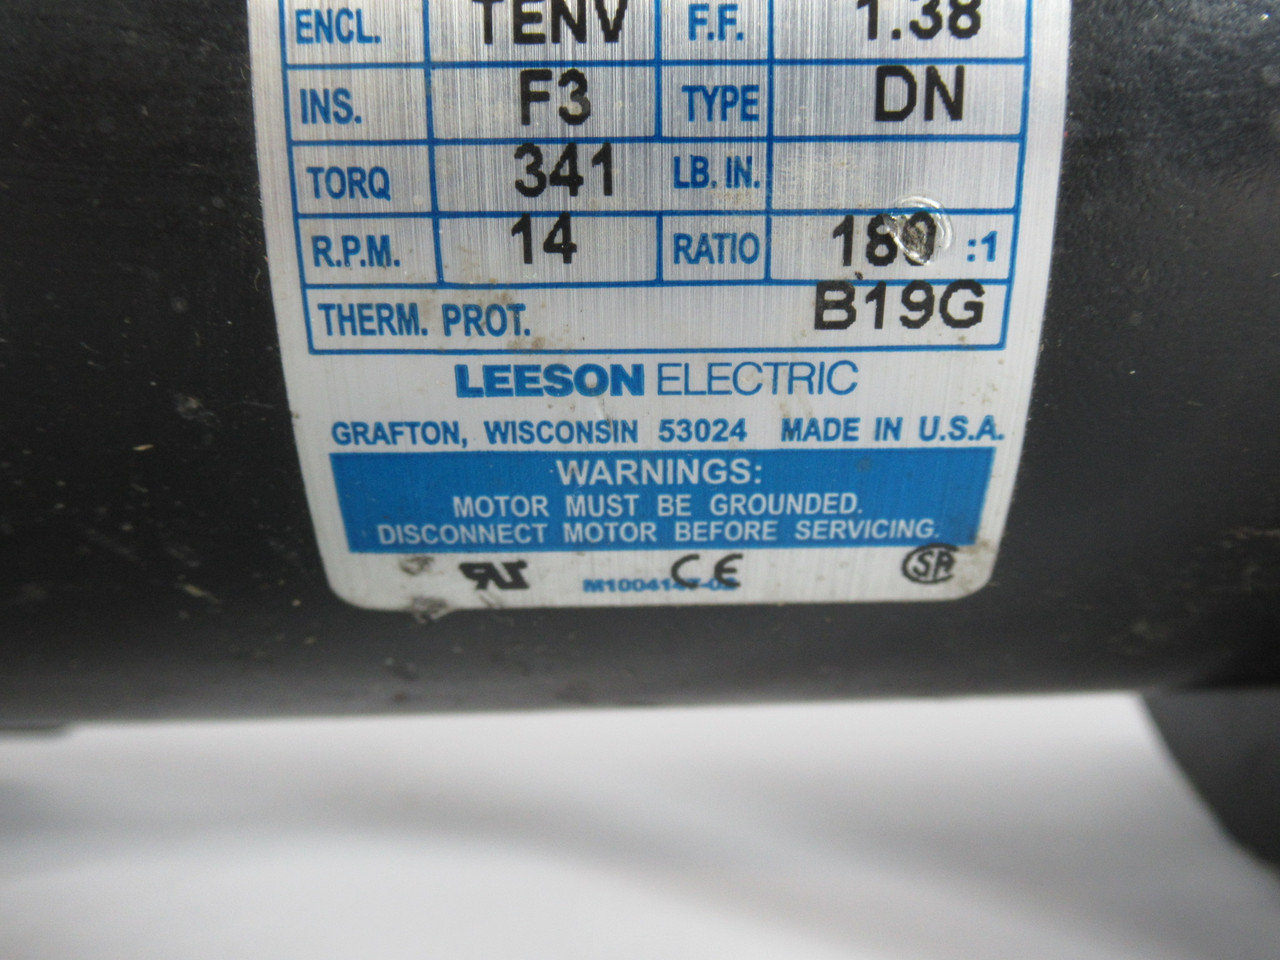 ENCL. TENV F.F. 1.38
INS. F3 TYPE DN
TORQ 341 LB. IN.
R.P.M. 14 RATIO 180 :1
THERM. PROT. B19G
LEESON ELECTRIC
GRAFTON, WISCONSIN 53024 MADE IN U.S.A.
WARNINGS:
MOTOR MUST BE GROUNDED.
DISCONNECT MOTOR BEFORE SERVICING.
CE